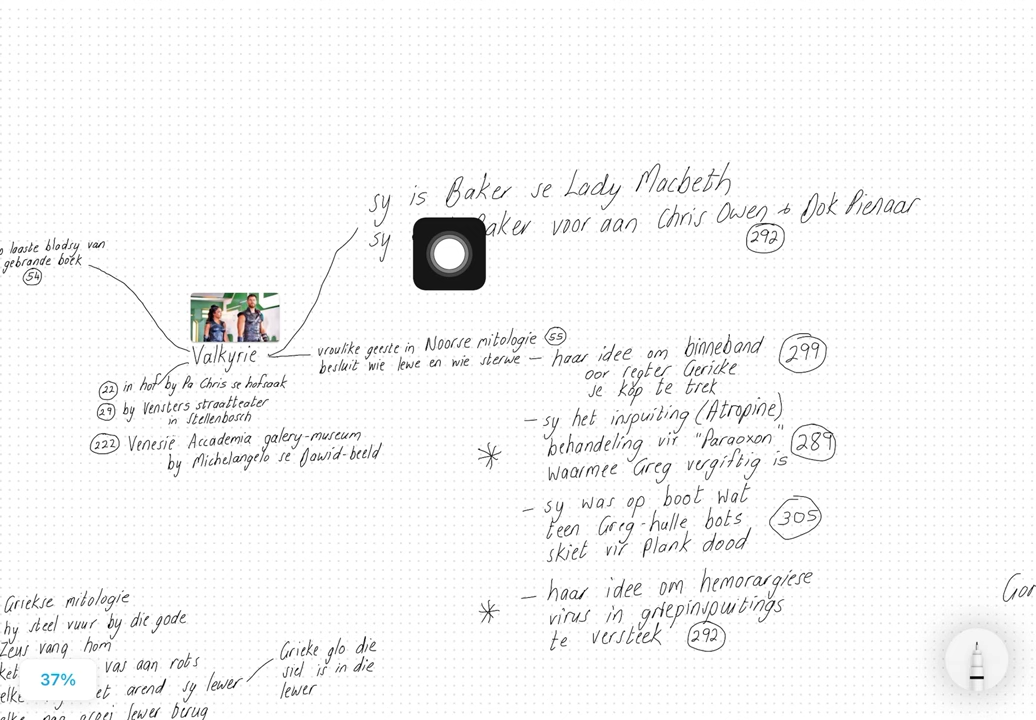 sy is Baker se Lady Macbeth
sy Baker voor aan Chris Owen & Dok Pienaar
292
laaste bladsy van
gebrande boek
54
Valkyrie
vroulike geeste in Noorse mitologie 55
besluit wie lewe en wie sterwe
22 in hof by Pa Chris se hofsaak
29 by Vensters straatteater
in Stellenbosch
222 Venesië Accademia galery-museum
by Michelangelo se Dawid-beeld
– haar idee om binneband 299
oor regter Gericke
se kop te trek
– sy het inspuiting (Atropine)
behandeling vir "Paraoxon" 289
waarmee Greg vergiftig is
– sy was op boot wat
teen Greg-hulle bots 305
skiet vir Plank dood
– haar idee om hemorargiese
virus in griepinspuitings
te versteek 292
Griekse mitologie
hy steel vuur by die gode
Zeus vang hom
vas aan rots
arend sy lewer
groei lewer terug
Grieke glo die
siel is in die
lewer
Gor
37%